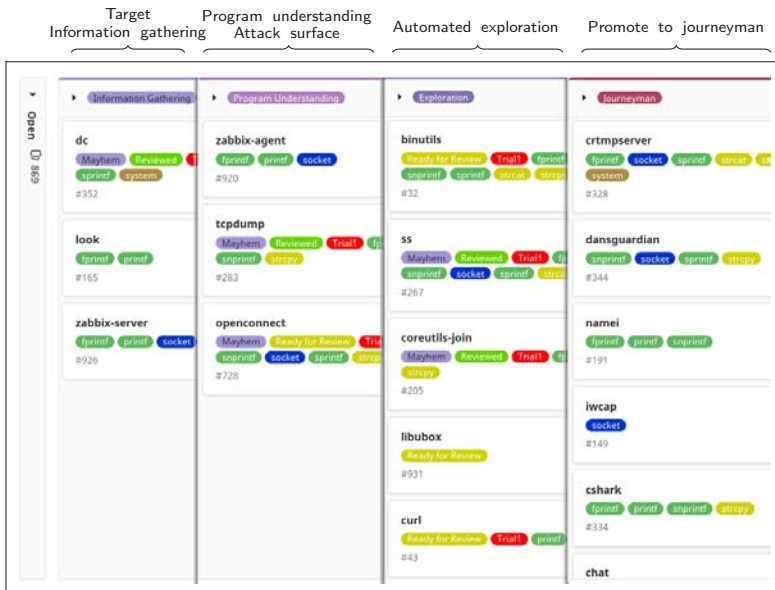 Target
Information gathering
Program understanding
Attack surface
Automated exploration
Promote to journeyman
Open 869
Information Gathering
dc
Mayhem Reviewed
sprintf system
#352
look
fprintf printf
#165
zabbix-server
fprintf printf socket
#926
Program Understanding
zabbix-agent
fprintf printf socket
#920
tcpdump
Mayhem Reviewed Trial1
snprintf strcpy
#283
openconnect
Mayhem Ready for Review
snprintf socket sprintf
#728
Exploration
binutils
Ready for Review Trial1 fprintf
snprintf sprintf strcat strcpy
#32
ss
Mayhem Reviewed Trial1
snprintf socket sprintf
#267
coreutils-join
Mayhem Reviewed Trial1
strcpy
#205
libubox
Ready for Review
#931
curl
Ready for Review Trial1 printf
#43
Journeyman
crtmpserver
fprintf socket sprintf strcat
system
#328
dansguardian
snprintf socket sprintf strcpy
#344
namei
fprintf printf snprintf
#191
iwcap
socket
#149
cshark
fprintf printf snprintf strcpy
#334
chat